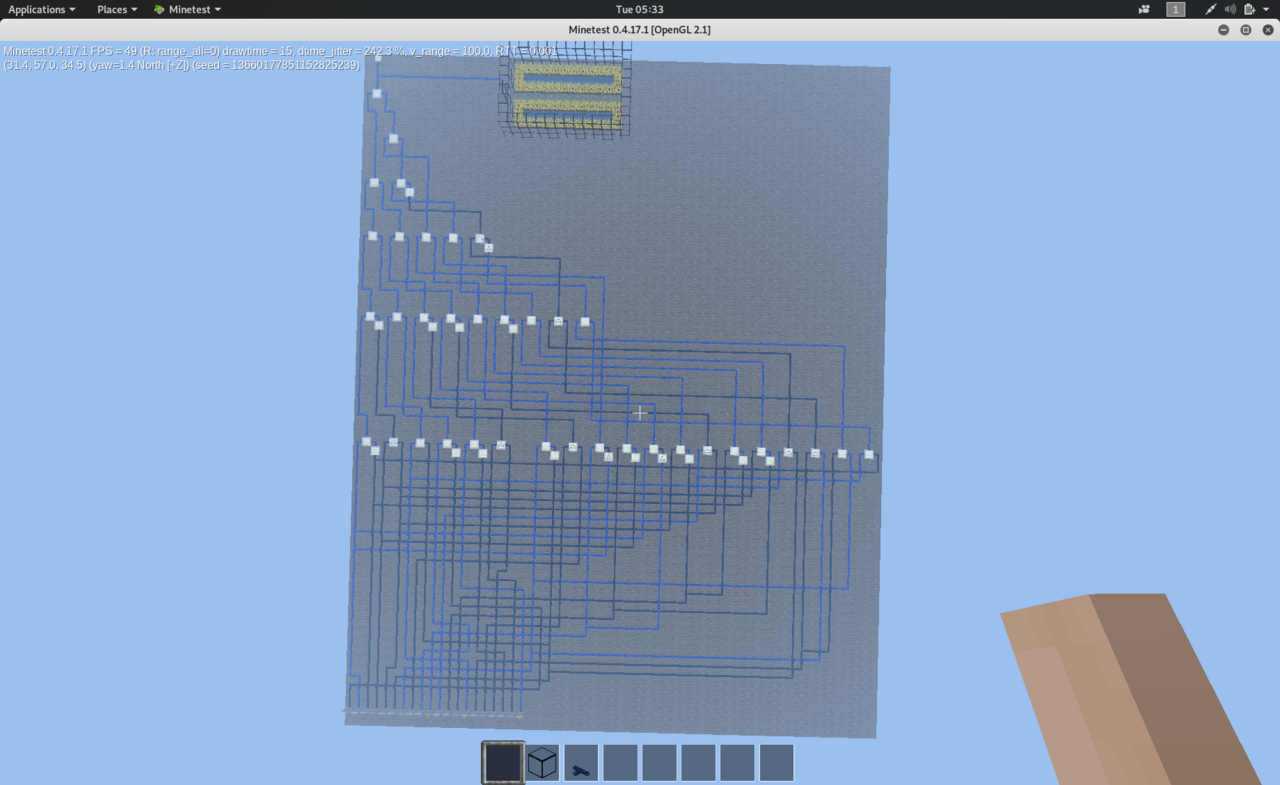 Applications Places Minetest Tue 05:33 1
Minetest 0.4.17.1 [OpenGL 2.1]
Minetest 0.4.17.1 FPS = 49 (R: range_all=0) drawtime = 15, dtime_jitter = 242.3 %, v_range = 100.0, RTT = 0.001
(31.4, 57.0, 34.5) (yaw=1.4 North [+Z]) (seed = 13660177851152825239)